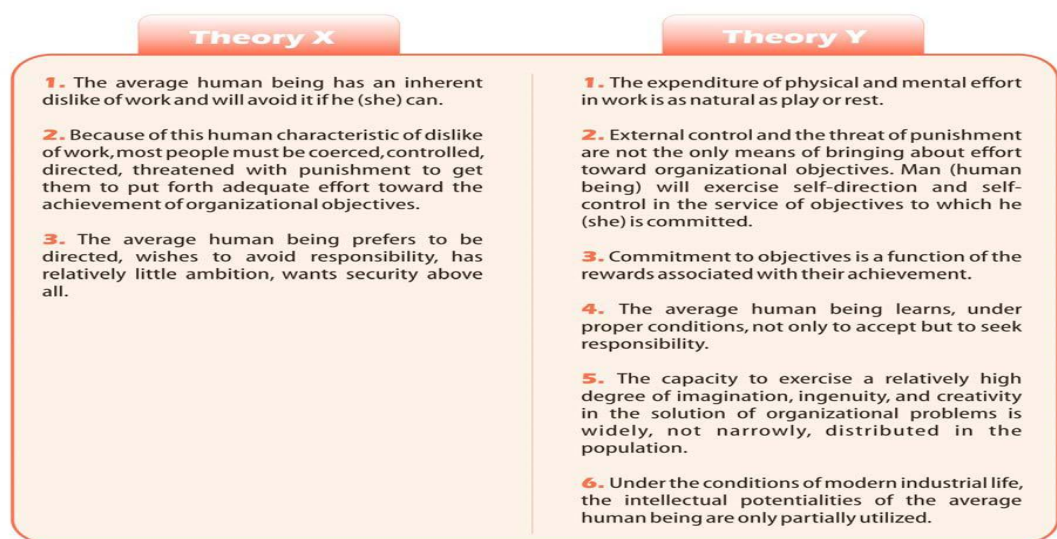 Theory X
1. The average human being has an inherent
dislike of work and will avoid it if he (she) can.
2. Because of this human characteristic of dislike
of work, most people must be coerced, controlled,
directed, threatened with punishment to get
them to put forth adequate effort toward the
achievement of organizational objectives.
3. The average human being prefers to be
directed, wishes to avoid responsibility, has
relatively little ambition, wants security above
all.
Theory Y
1. The expenditure of physical and mental effort
in work is as natural as play or rest.
2. External control and the threat of punishment
are not the only means of bringing about effort
toward organizational objectives. Man (human
being) will exercise self-direction and self-
control in the service of objectives to which he
(she) is committed.
3. Commitment to objectives is a function of the
rewards associated with their achievement.
4. The average human being learns, under
proper conditions, not only to accept but to seek
responsibility.
5. The capacity to exercise a relatively high
degree of imagination, ingenuity, and creativity
in the solution of organizational problems is
widely, not narrowly, distributed in the
population.
6. Under the conditions of modern industrial life,
the intellectual potentialities of the average
human being are only partially utilized.